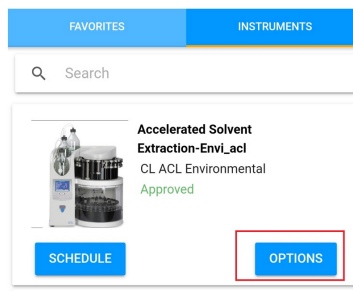 FAVORITES
INSTRUMENTS
Search
Accelerated Solvent
Extraction-Envi_acl
CL ACL Environmental
Approved
SCHEDULE
OPTIONS